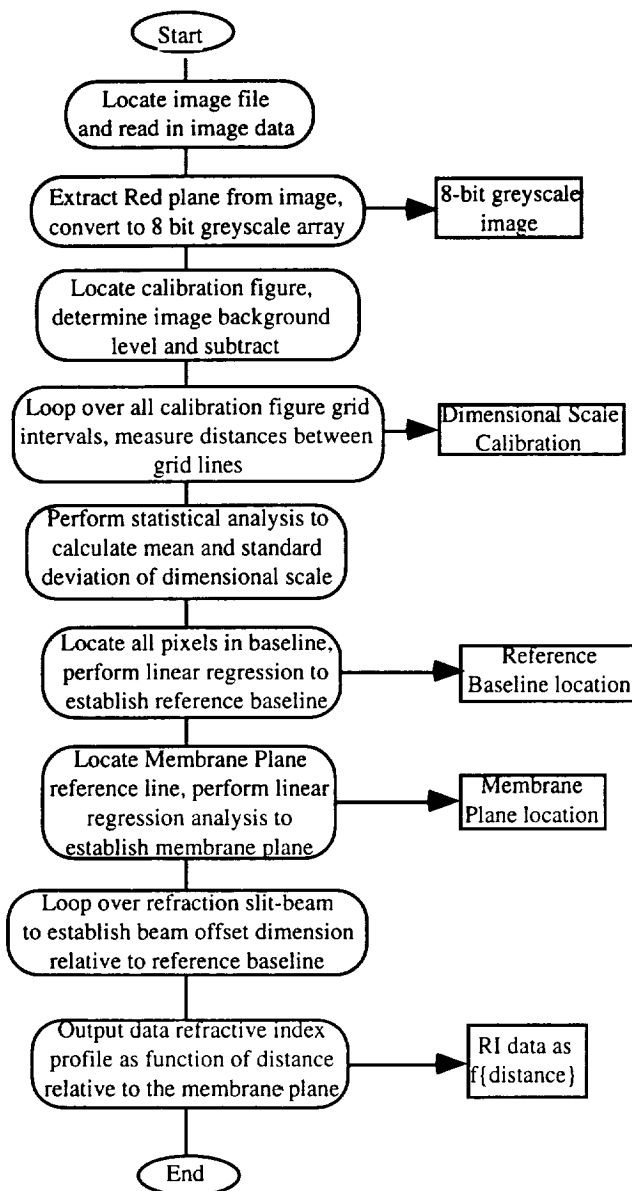 Start
Locate image file
and read in image data
Extract Red plane from image,
convert to 8 bit greyscale array
8-bit greyscale
image
Locate calibration figure,
determine image background
level and subtract
Loop over all calibration figure grid
intervals, measure distances between
grid lines
Dimensional Scale
Calibration
Perform statistical analysis to
calculate mean and standard
deviation of dimensional scale
Locate all pixels in baseline,
perform linear regression to
establish reference baseline
Reference
Baseline location
Locate Membrane Plane
reference line, perform linear
regression analysis to
establish membrane plane
Membrane
Plane location
Loop over refraction slit-beam
to establish beam offset dimension
relative to reference baseline
Output data refractive index
profile as function of distance
relative to the membrane plane
RI data as
f{distance}
End